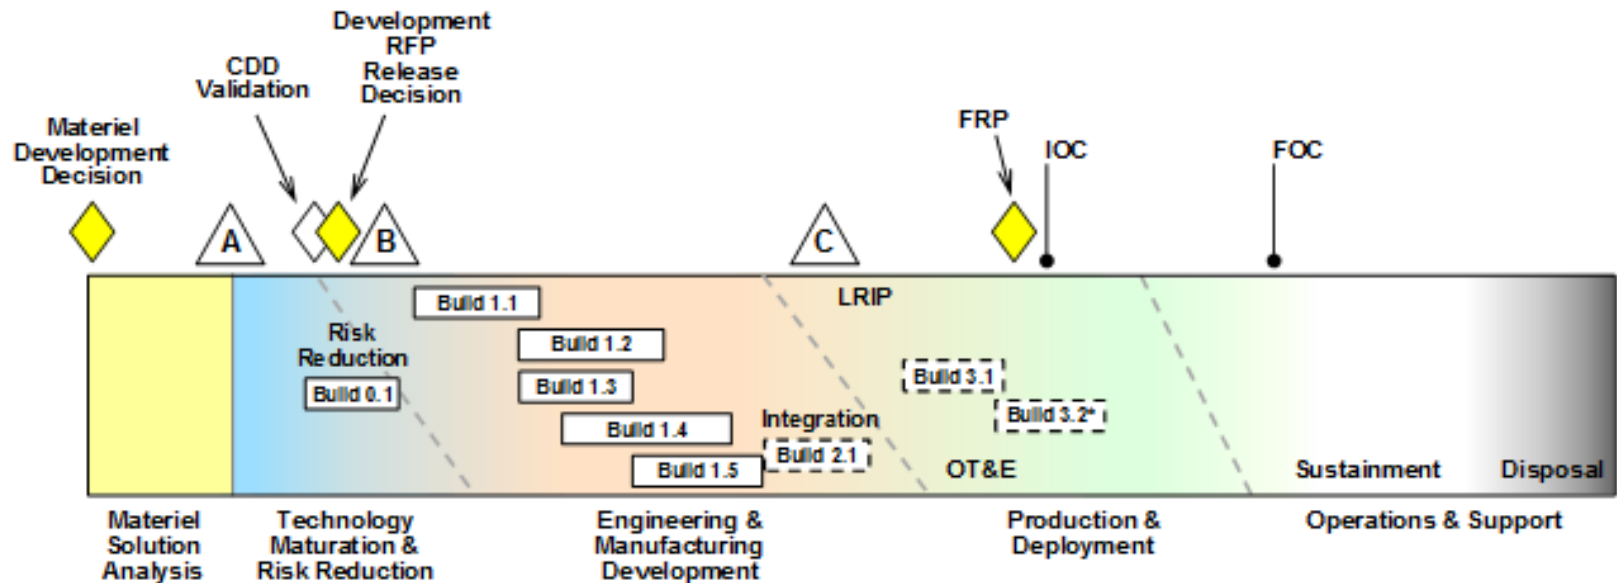 Development
RFP
Release
Decision
CDD
Validation
Materiel
Development
Decision
FRP
IOC
FOC
A
B
C
LRIP
Build 1.1
Risk
Reduction
Build 1.2
Build 0.1
Build 1.3
Build 3.1
Build 3.2*
Integration
Build 1.4
Build 2.1
Build 1.5
OT&E
Sustainment
Disposal
Materiel
Solution
Analysis
Technology
Maturation &
Risk Reduction
Engineering &
Manufacturing
Development
Production &
Deployment
Operations & Support